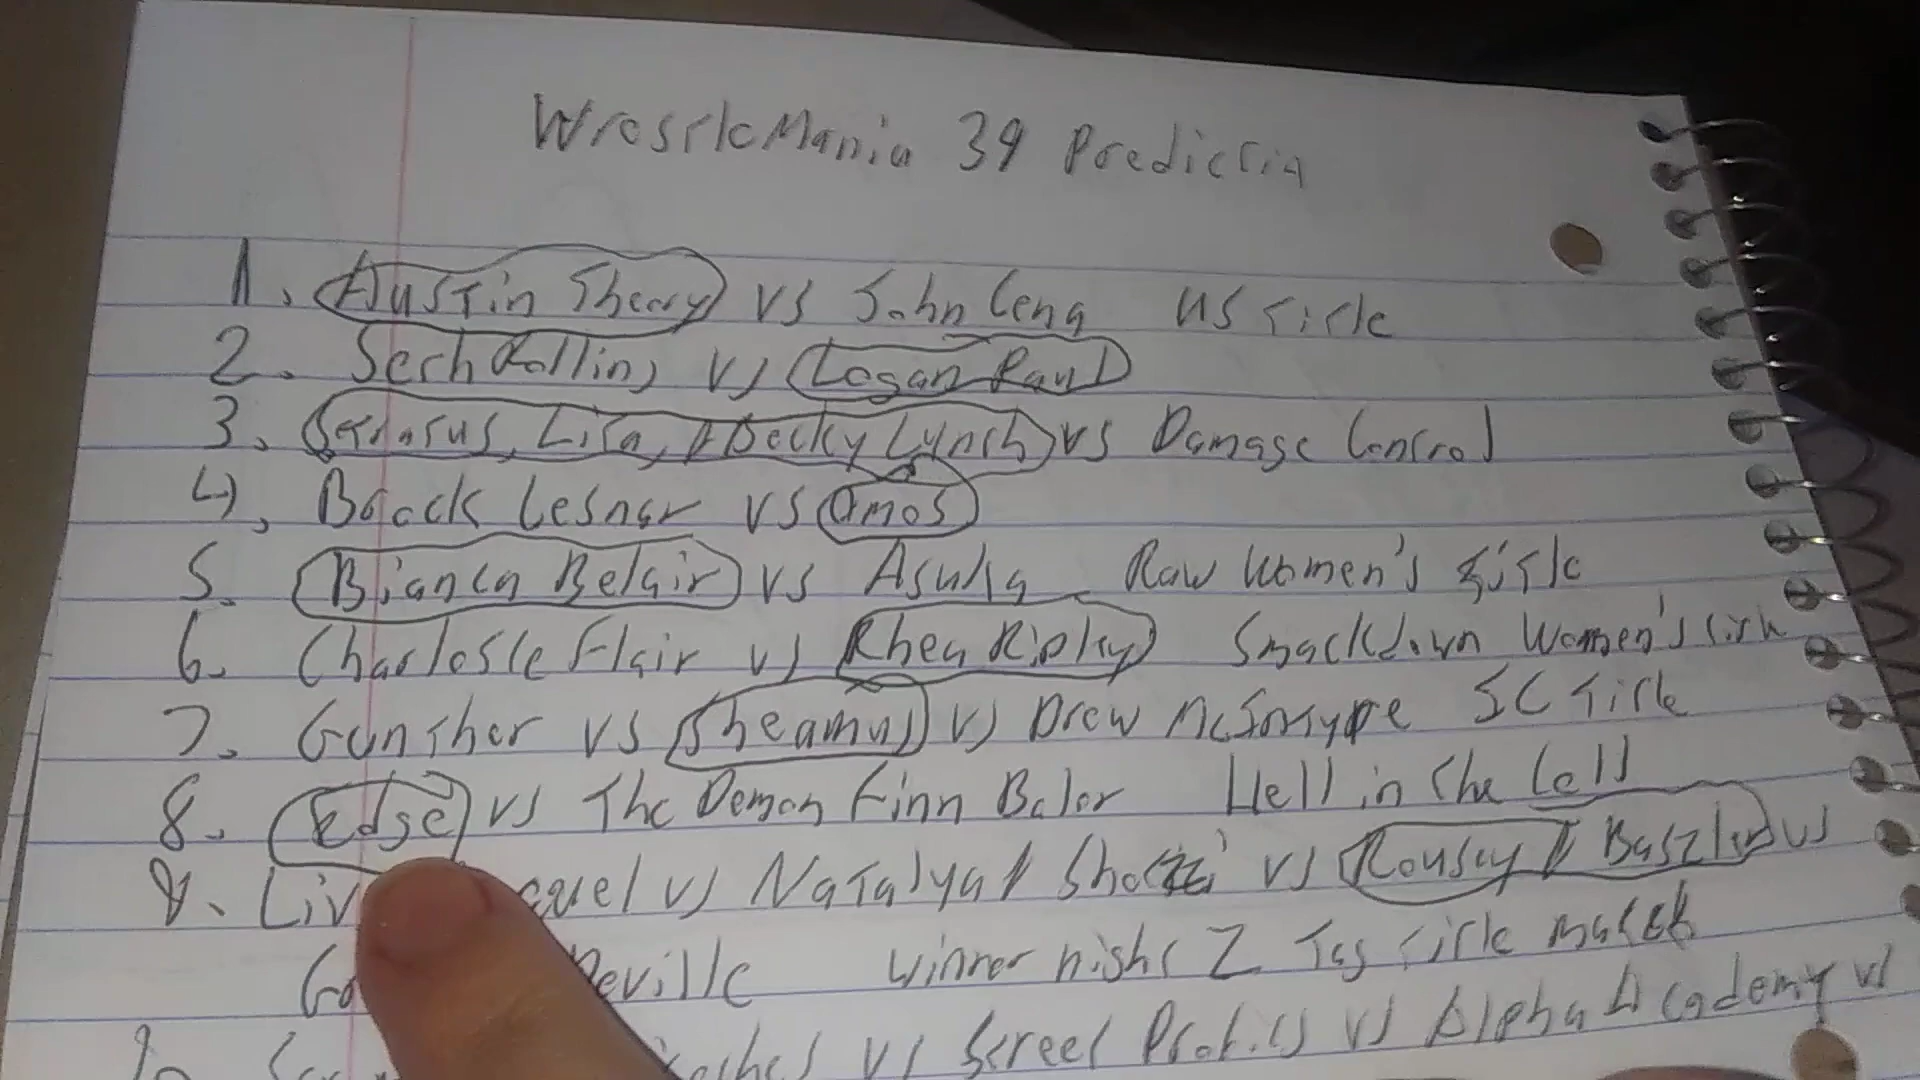 WrestleMania 39 Prediction
1. Austin Theory vs John Cena US Title
2. Seth Rollins vs Logan Paul
3. Stratus, Lita, & Becky Lynch vs Damage Control
4. Brock Lesnar vs Omos
5. Bianca Belair vs Asuka Raw Women's title
6. Charlotte Flair vs Rhea Ripley Smackdown Women's title
7. Gunther vs Sheamus vs Drew McIntyre IC Title
8. Edge vs The Demon Finn Balor Hell in the Cell
9. Liv quel vs Natalya & Shotzi vs Rousey & Baszler vs
Deville winner night 2 Tag title match
vs Street Profits vs Alpha Academy vs